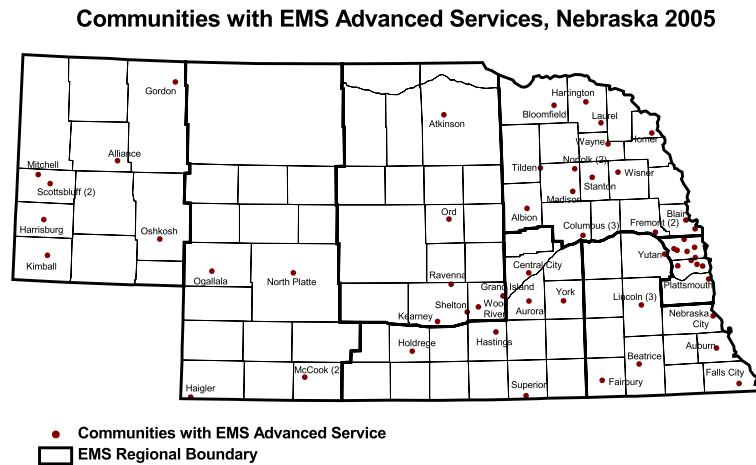 Communities with EMS Advanced Services, Nebraska 2005
Gordon
Hartington
Bloomfield
Laurel
Atkinson
Homer
Wayne
Alliance
Norfolk (2)
Mitchell
Tilden
Wisner
Scottsbluff (2)
Stanton
Madison
Ord
Albion
Blair
Harrisburg
Oshkosh
Columbus (3)
Fremont (2)
Yutan
Kimball
Central City
Ogallala
North Platte
Ravenna
Plattsmouth
Grand Island
York
Lincoln (3)
Shelton
Wood
River
Aurora
Kearney
Nebraska
City
Holdrege
Hastings
Auburn
Beatrice
McCook (2
Falls City
Haigler
Superior
Fairbury
Communities with EMS Advanced Service
EMS Regional Boundary